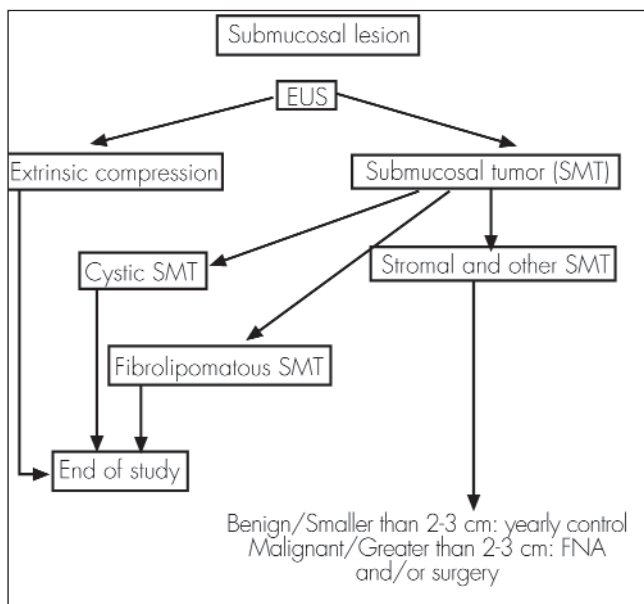 Submucosal lesion
EUS
Extrinsic compression
Submucosal tumor (SMT)
Cystic SMT
Stromal and other SMT
Fibrolipomatous SMT
End of study
Benign/Smaller than 2-3 cm: yearly control
Malignant/Greater than 2-3 cm: FNA
and/or surgery